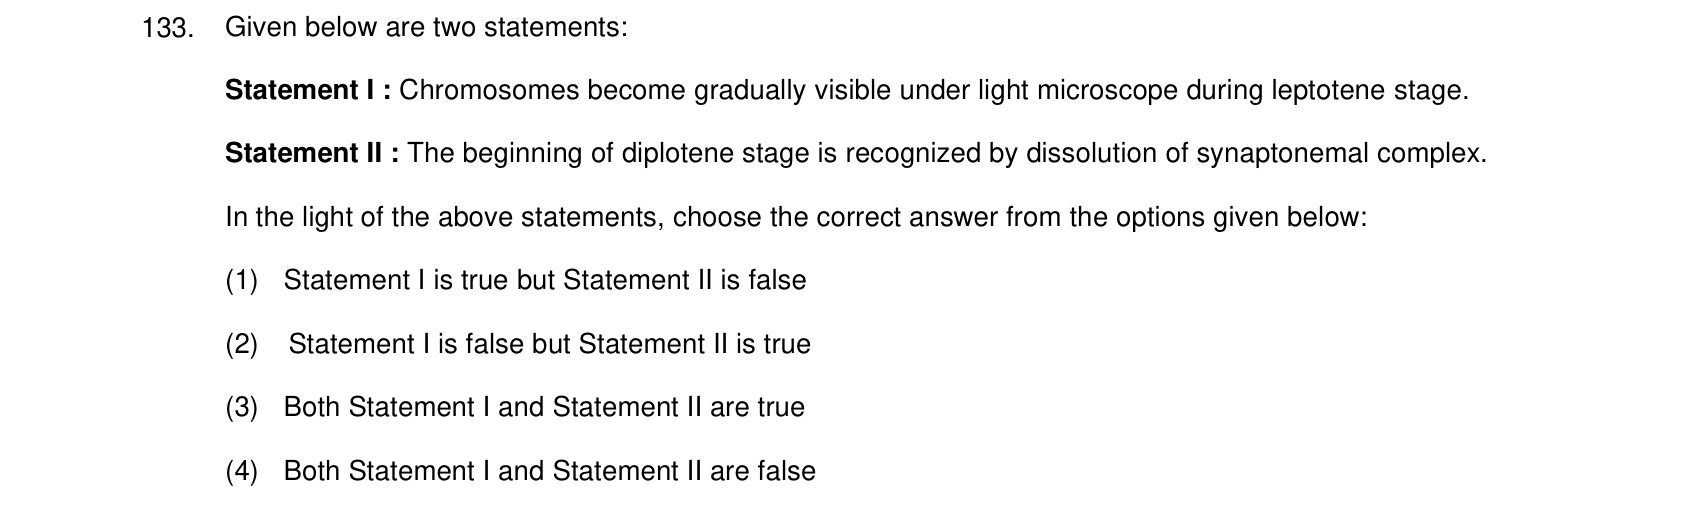 133. Given below are two statements:
Statement I : Chromosomes become gradually visible under light microscope during leptotene stage.
Statement II : The beginning of diplotene stage is recognized by dissolution of synaptonemal complex.
In the light of the above statements, choose the correct answer from the options given below:
(1) Statement I is true but Statement II is false
(2) Statement I is false but Statement II is true
(3) Both Statement I and Statement II are true
(4) Both Statement I and Statement II are false